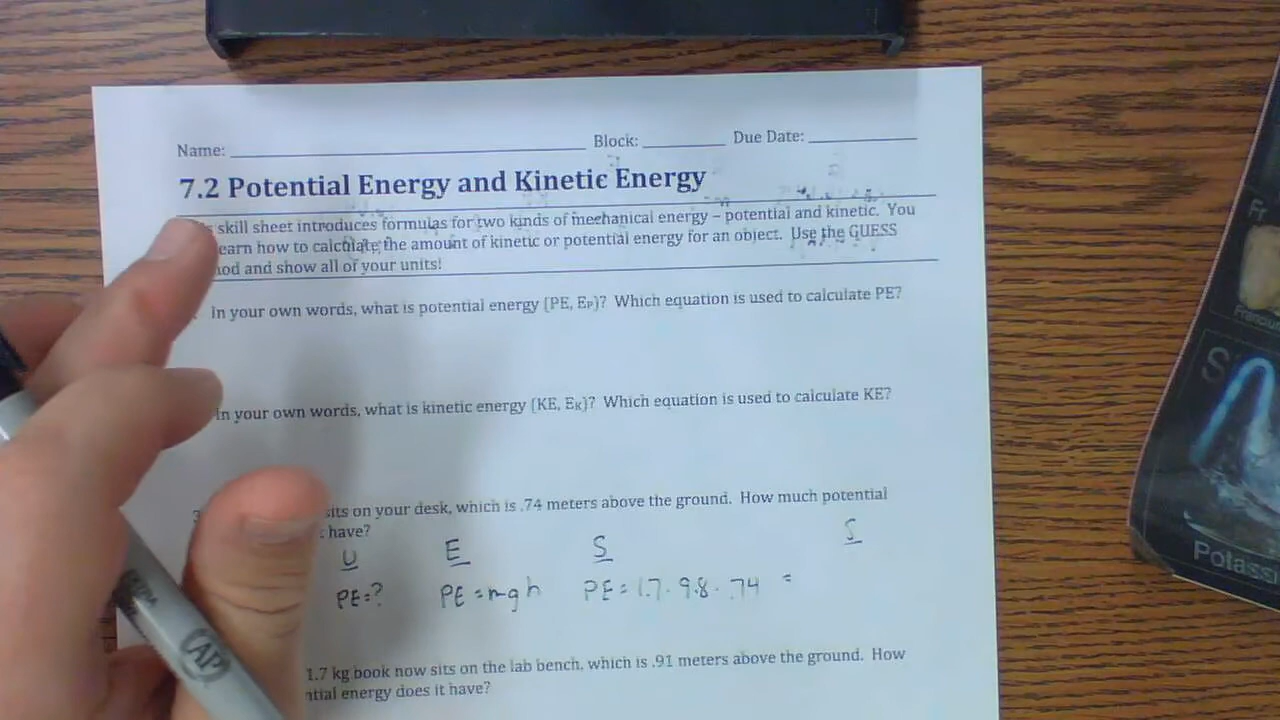 Name: Block: Due Date:
7.2 Potential Energy and Kinetic Energy
skill sheet introduces formulas for two kinds of mechanical energy – potential and kinetic. You
earn how to calculate the amount of kinetic or potential energy for an object. Use the GUESS
od and show all of your units!
In your own words, what is potential energy (PE, EP)? Which equation is used to calculate PE?
In your own words, what is kinetic energy (KE, EK)? Which equation is used to calculate KE?
sits on your desk, which is .74 meters above the ground. How much potential
have?
U E S S
PE=? PE=mgh PE=1.7·9.8·.74 =
1.7 kg book now sits on the lab bench, which is .91 meters above the ground. How
ntial energy does it have?
AP
Fr
Franciu
S
Potass